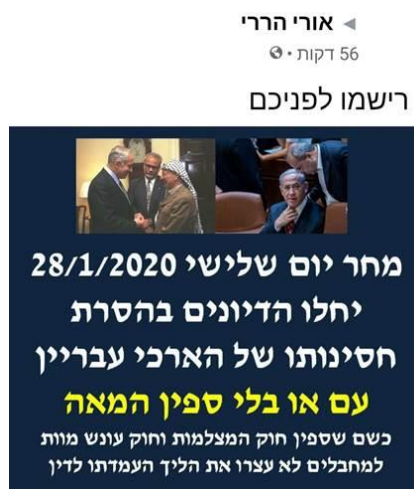 אורי הררי
56 דקות ·
רישמו לפניכם
מחר יום שלישי 28/1/2020
יחלו הדיונים בהסרת
חסינותו של הארכי עבריין
עם או בלי ספין המאה
כשם שספין חוק המצלמות וחוק עונש מוות
למחבלים לא עצרו את הליך העמדתו לדין